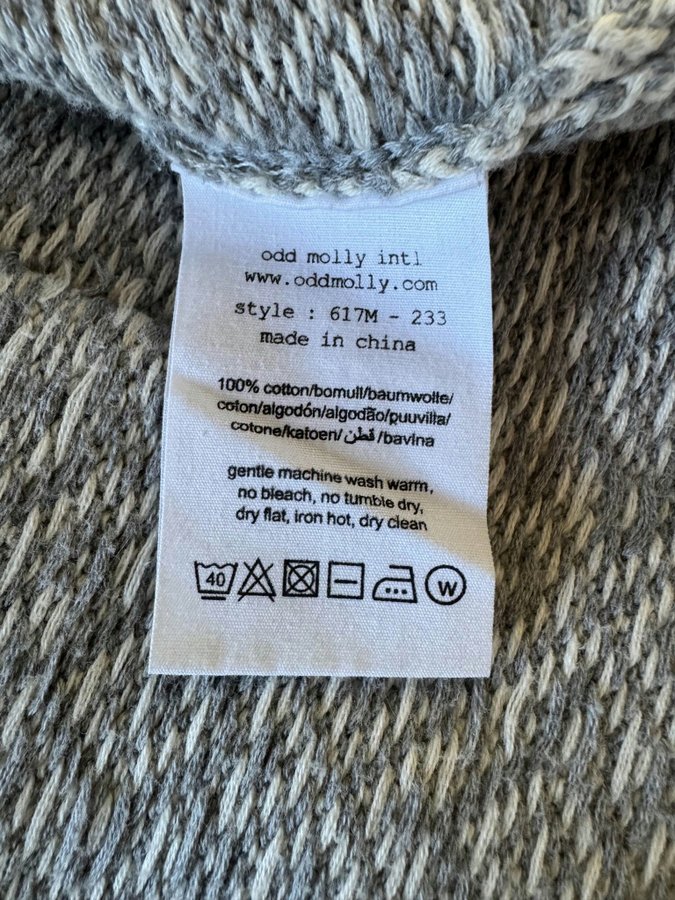 odd molly intl
www.oddmolly.com
style : 617M - 233
made in china
100% cotton/bomull/baumwolle/
coton/algodón/algodão/puuvilla/
cotone/katoen/قطن/bavlna
gentle machine wash warm,
no bleach, no tumble dry,
dry flat, iron hot, dry clean
40 W